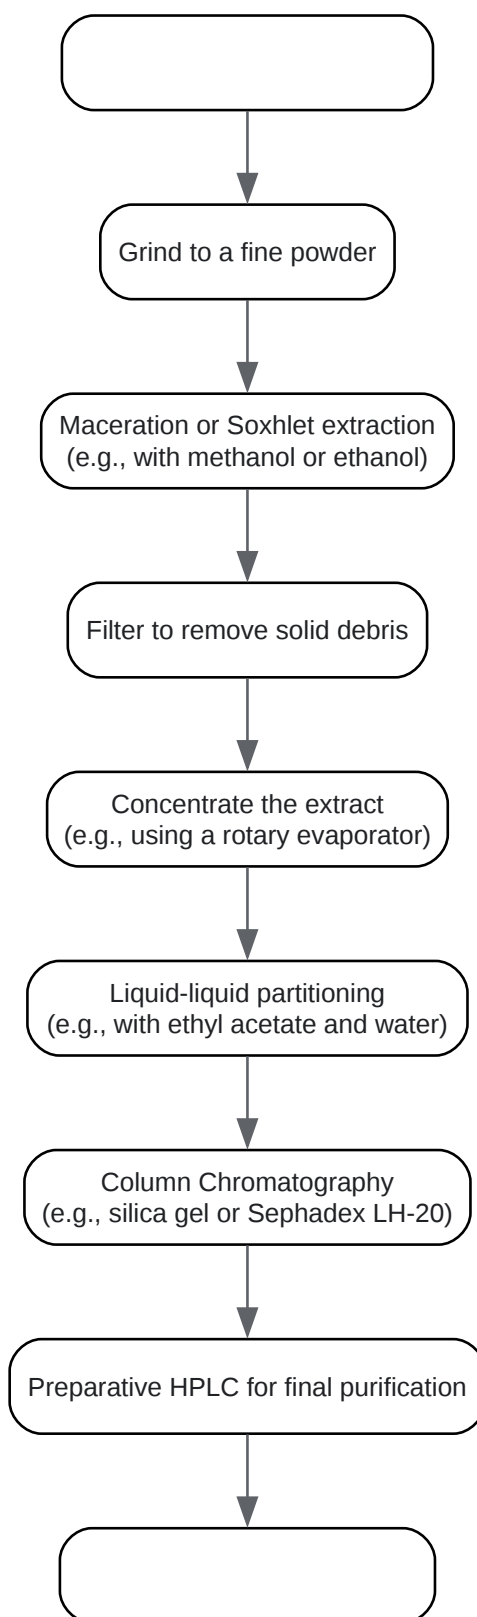 Grind to a fine powder
Maceration or Soxhlet extraction
(e.g., with methanol or ethanol)
Filter to remove solid debris
Concentrate the extract
(e.g., using a rotary evaporator)
Liquid-liquid partitioning
(e.g., with ethyl acetate and water)
Column Chromatography
(e.g., silica gel or Sephadex LH-20)
Preparative HPLC for final purification